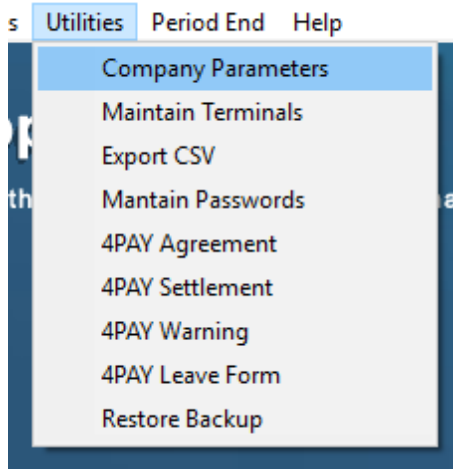 s Utilities Period End Help
Company Parameters
Maintain Terminals
Export CSV
Mantain Passwords
4PAY Agreement
4PAY Settlement
4PAY Warning
4PAY Leave Form
Restore Backup